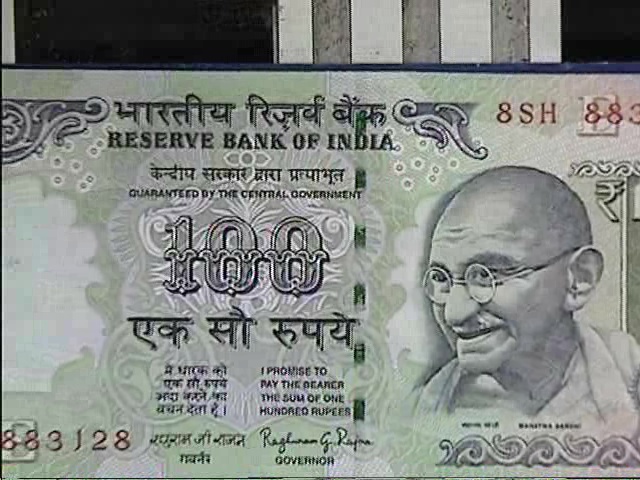 भारतीय रिज़र्व बैंक
RESERVE BANK OF INDIA
केन्दीय सरकार द्वारा प्रत्याभूत
GUARANTEED BY THE CENTRAL GOVERNMENT
8SH 883
₹
100
एक सौ रुपये
मैं धारक को
एक सौ रुपये
अदा करने का
वचन देता हूँ ।
I PROMISE TO
PAY THE BEARER
THE SUM OF ONE
HUNDRED RUPEES
883128
रघुराम जी राजन
गवर्नर
Raghuram G. Rajan
GOVERNOR
महात्मा गांधी
MAHATMA GANDHI